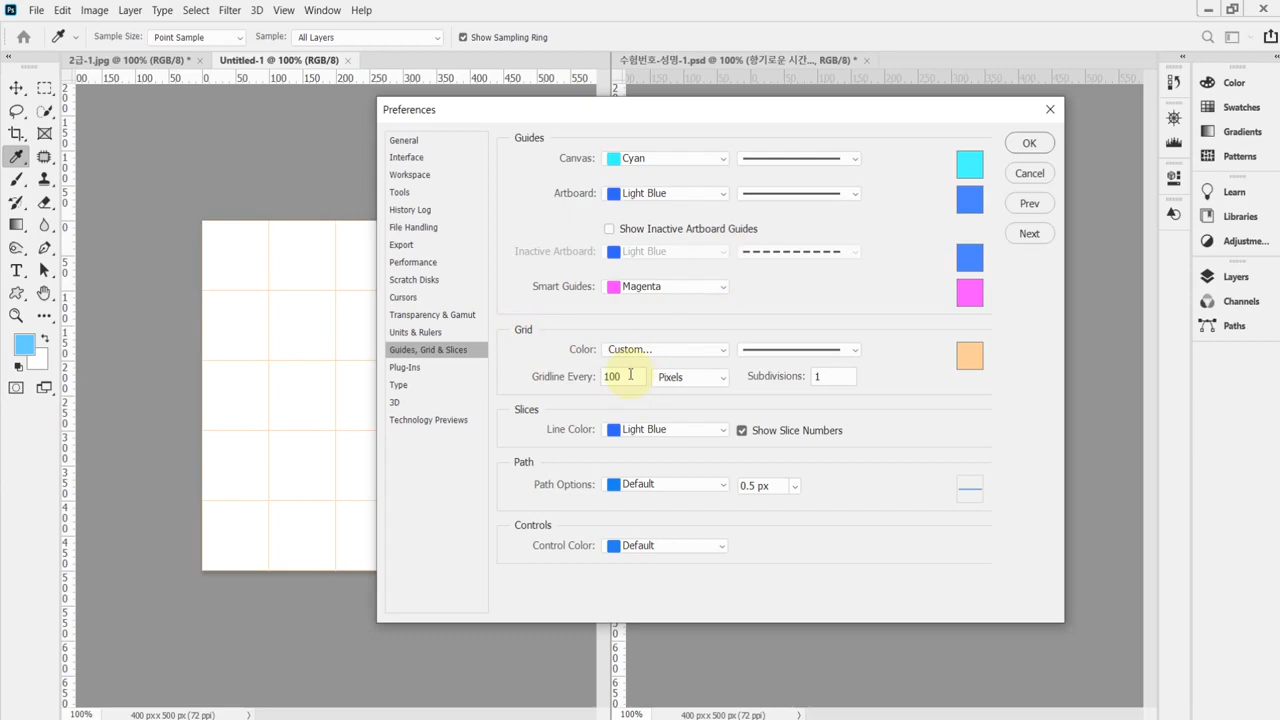 Ps File Edit Image Layer Type Select Filter 3D View Window Help
Sample Size: Point Sample Sample: All Layers Show Sampling Ring
2급-1.jpg @ 100% (RGB/8) * × Untitled-1 @ 100% (RGB/8) × 수험번호-성명-1.psd @ 100% (향기로운 시간..., RGB/8) * ×
Preferences
General
Interface
Workspace
Tools
History Log
File Handling
Export
Performance
Scratch Disks
Cursors
Transparency & Gamut
Units & Rulers
Guides, Grid & Slices
Plug-Ins
Type
3D
Technology Previews
Guides
Canvas: Cyan
Artboard: Light Blue
Show Inactive Artboard Guides
Inactive Artboard: Light Blue
Smart Guides: Magenta
Grid
Color: Custom...
Gridline Every: 100 Pixels Subdivisions: 1
Slices
Line Color: Light Blue Show Slice Numbers
Path
Path Options: Default 0.5 px
Controls
Control Color: Default
OK
Cancel
Prev
Next
Color
Swatches
Gradients
Patterns
Learn
Libraries
Adjustme...
Layers
Channels
Paths
100% 400 px x 500 px (72 ppi)
100% 400 px x 500 px (72 ppi)